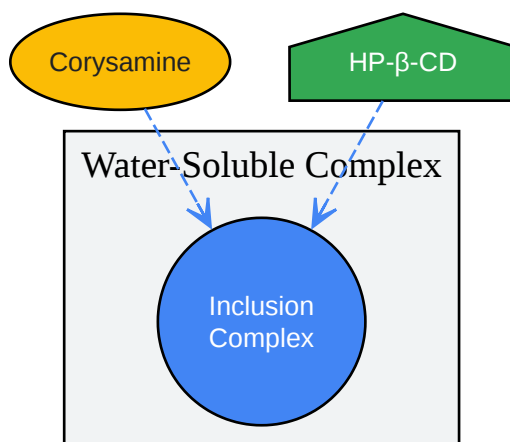 Corysamine
HP-β-CD
Water-Soluble Complex
Inclusion
Complex